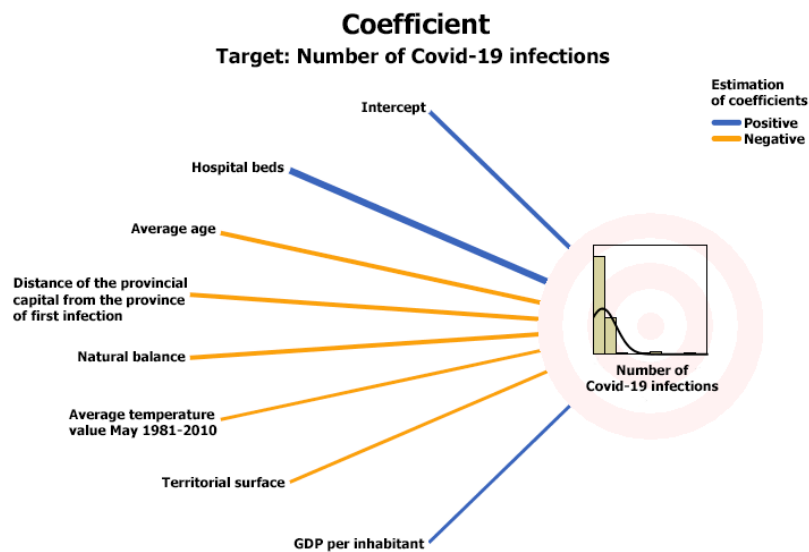 Coefficient
Target: Number of Covid-19 infections
Estimation
of coefficients
Positive
Negative
Intercept
Hospital beds
Average age
Distance of the provincial
capital from the province
of first infection
Natural balance
Average temperature
value May 1981-2010
Territorial surface
GDP per inhabitant
Number of
Covid-19 infections